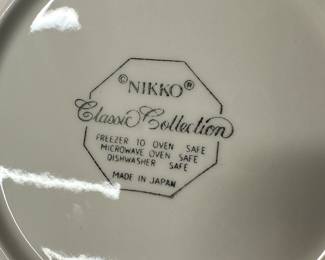 ©NIKKO®
Classic Collection
FREEZER TO OVEN SAFE
MICROWAVE OVEN SAFE
DISHWASHER SAFE
MADE IN JAPAN